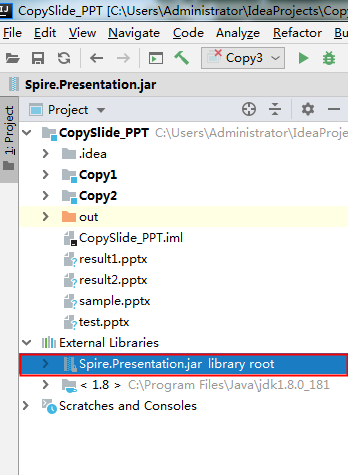 IJ CopySlide_PPT [C:\Users\Administrator\IdeaProjects\Copy
File Edit View Navigate Code Analyze Refactor B
Copy3
Spire.Presentation.jar
1: Project
Project
CopySlide_PPT C:\Users\Administrator\IdeaProje
.idea
Copy1
Copy2
out
CopySlide_PPT.iml
result1.pptx
result2.pptx
sample.pptx
test.pptx
External Libraries
Spire.Presentation.jar library root
< 1.8 > C:\Program Files\Java\jdk1.8.0_181
Scratches and Consoles